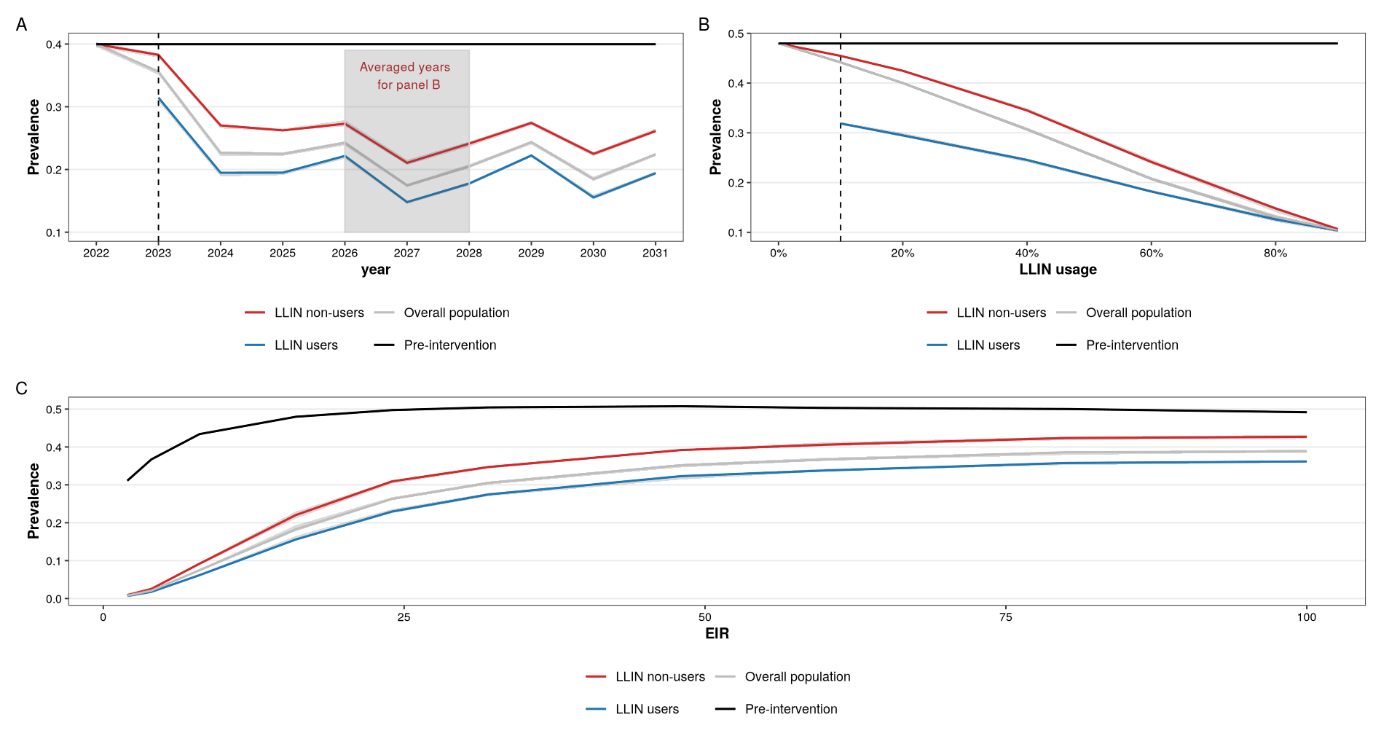 A
B
0.4
0.3
0.2
0.1
Prevalence
Averaged years
for panel B
2022 2023 2024 2025 2026 2027 2028 2029 2030 2031
year
LLIN non-users Overall population
LLIN users Pre-intervention
0.5
0.4
0.3
0.2
0.1
Prevalence
0% 20% 40% 60% 80%
LLIN usage
LLIN non-users Overall population
LLIN users Pre-intervention
C
0.5
0.4
0.3
0.2
0.1
0.0
Prevalence
0 25 50 75 100
EIR
LLIN non-users Overall population
LLIN users Pre-intervention